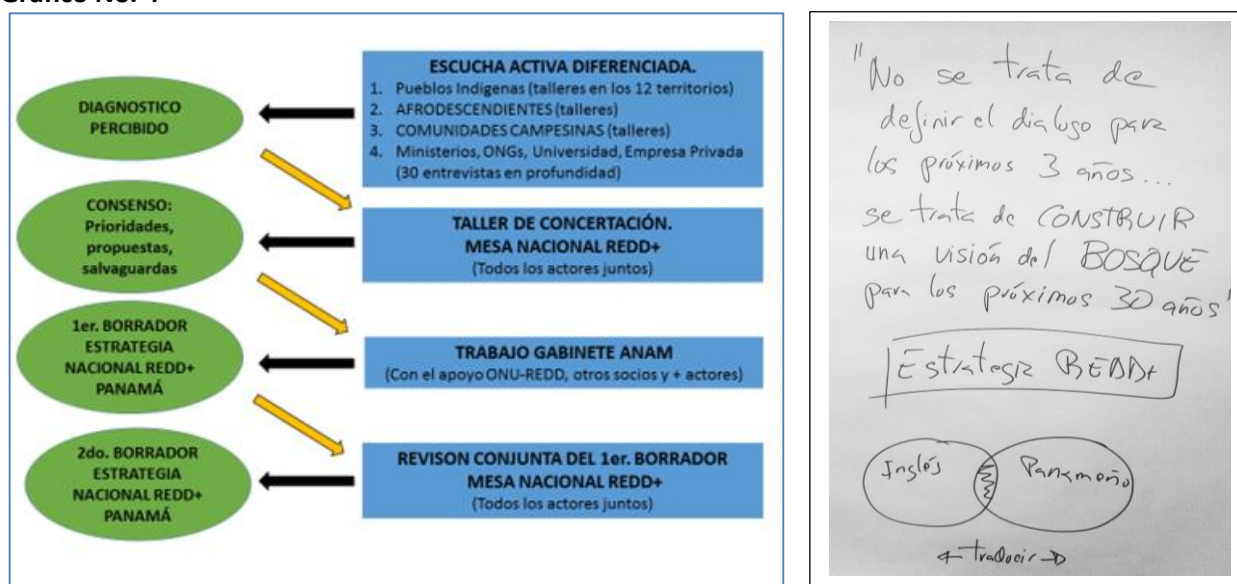 DIAGNOSTICO
PERCIBIDO
ESCUCHA ACTIVA DIFERENCIADA.
1. Pueblos Indigenas (talleres en los 12 territorios)
2. AFRODESCENDIENTES (talleres)
3. COMUNIDADES CAMPESINAS (talleres)
4. Ministerios, ONGs, Universidad, Empresa Privada
(30 entrevistas en profundidad)
CONSENSO:
Prioridades,
propuestas,
salvaguardas
TALLER DE CONCERTACIÓN.
MESA NACIONAL REDD+
(Todos los actores juntos)
1er. BORRADOR
ESTRATEGIA
NACIONAL REDD+
PANAMÁ
TRABAJO GABINETE ANAM
(Con el apoyo ONU-REDD, otros socios y + actores)
2do. BORRADOR
ESTRATEGIA
NACIONAL REDD+
PANAMÁ
REVISON CONJUNTA DEL 1er. BORRADOR
MESA NACIONAL REDD+
(Todos los actores juntos)
"No se trata de
definir el dialogo para
los próximos 3 años...
se trata de CONSTRUIR
una visión del BOSQUE
para los próximos 30 años"
Estrategia REDD+
Inglés
Panameño
traducir